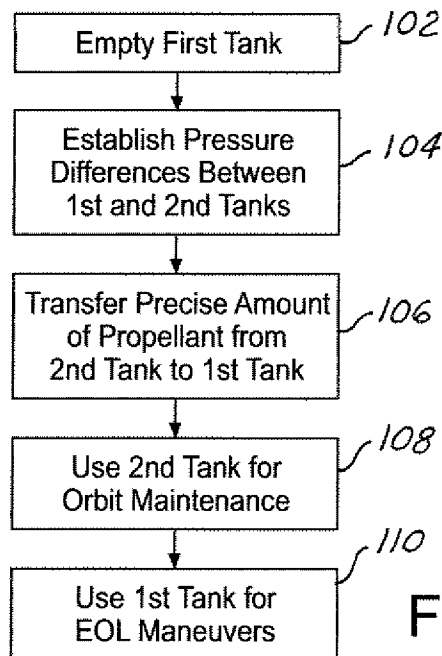 Empty First Tank
102
Establish Pressure
Differences Between
1st and 2nd Tanks
104
Transfer Precise Amount
of Propellant from
2nd Tank to 1st Tank
106
Use 2nd Tank for
Orbit Maintenance
108
Use 1st Tank for
EOL Maneuvers
110
F